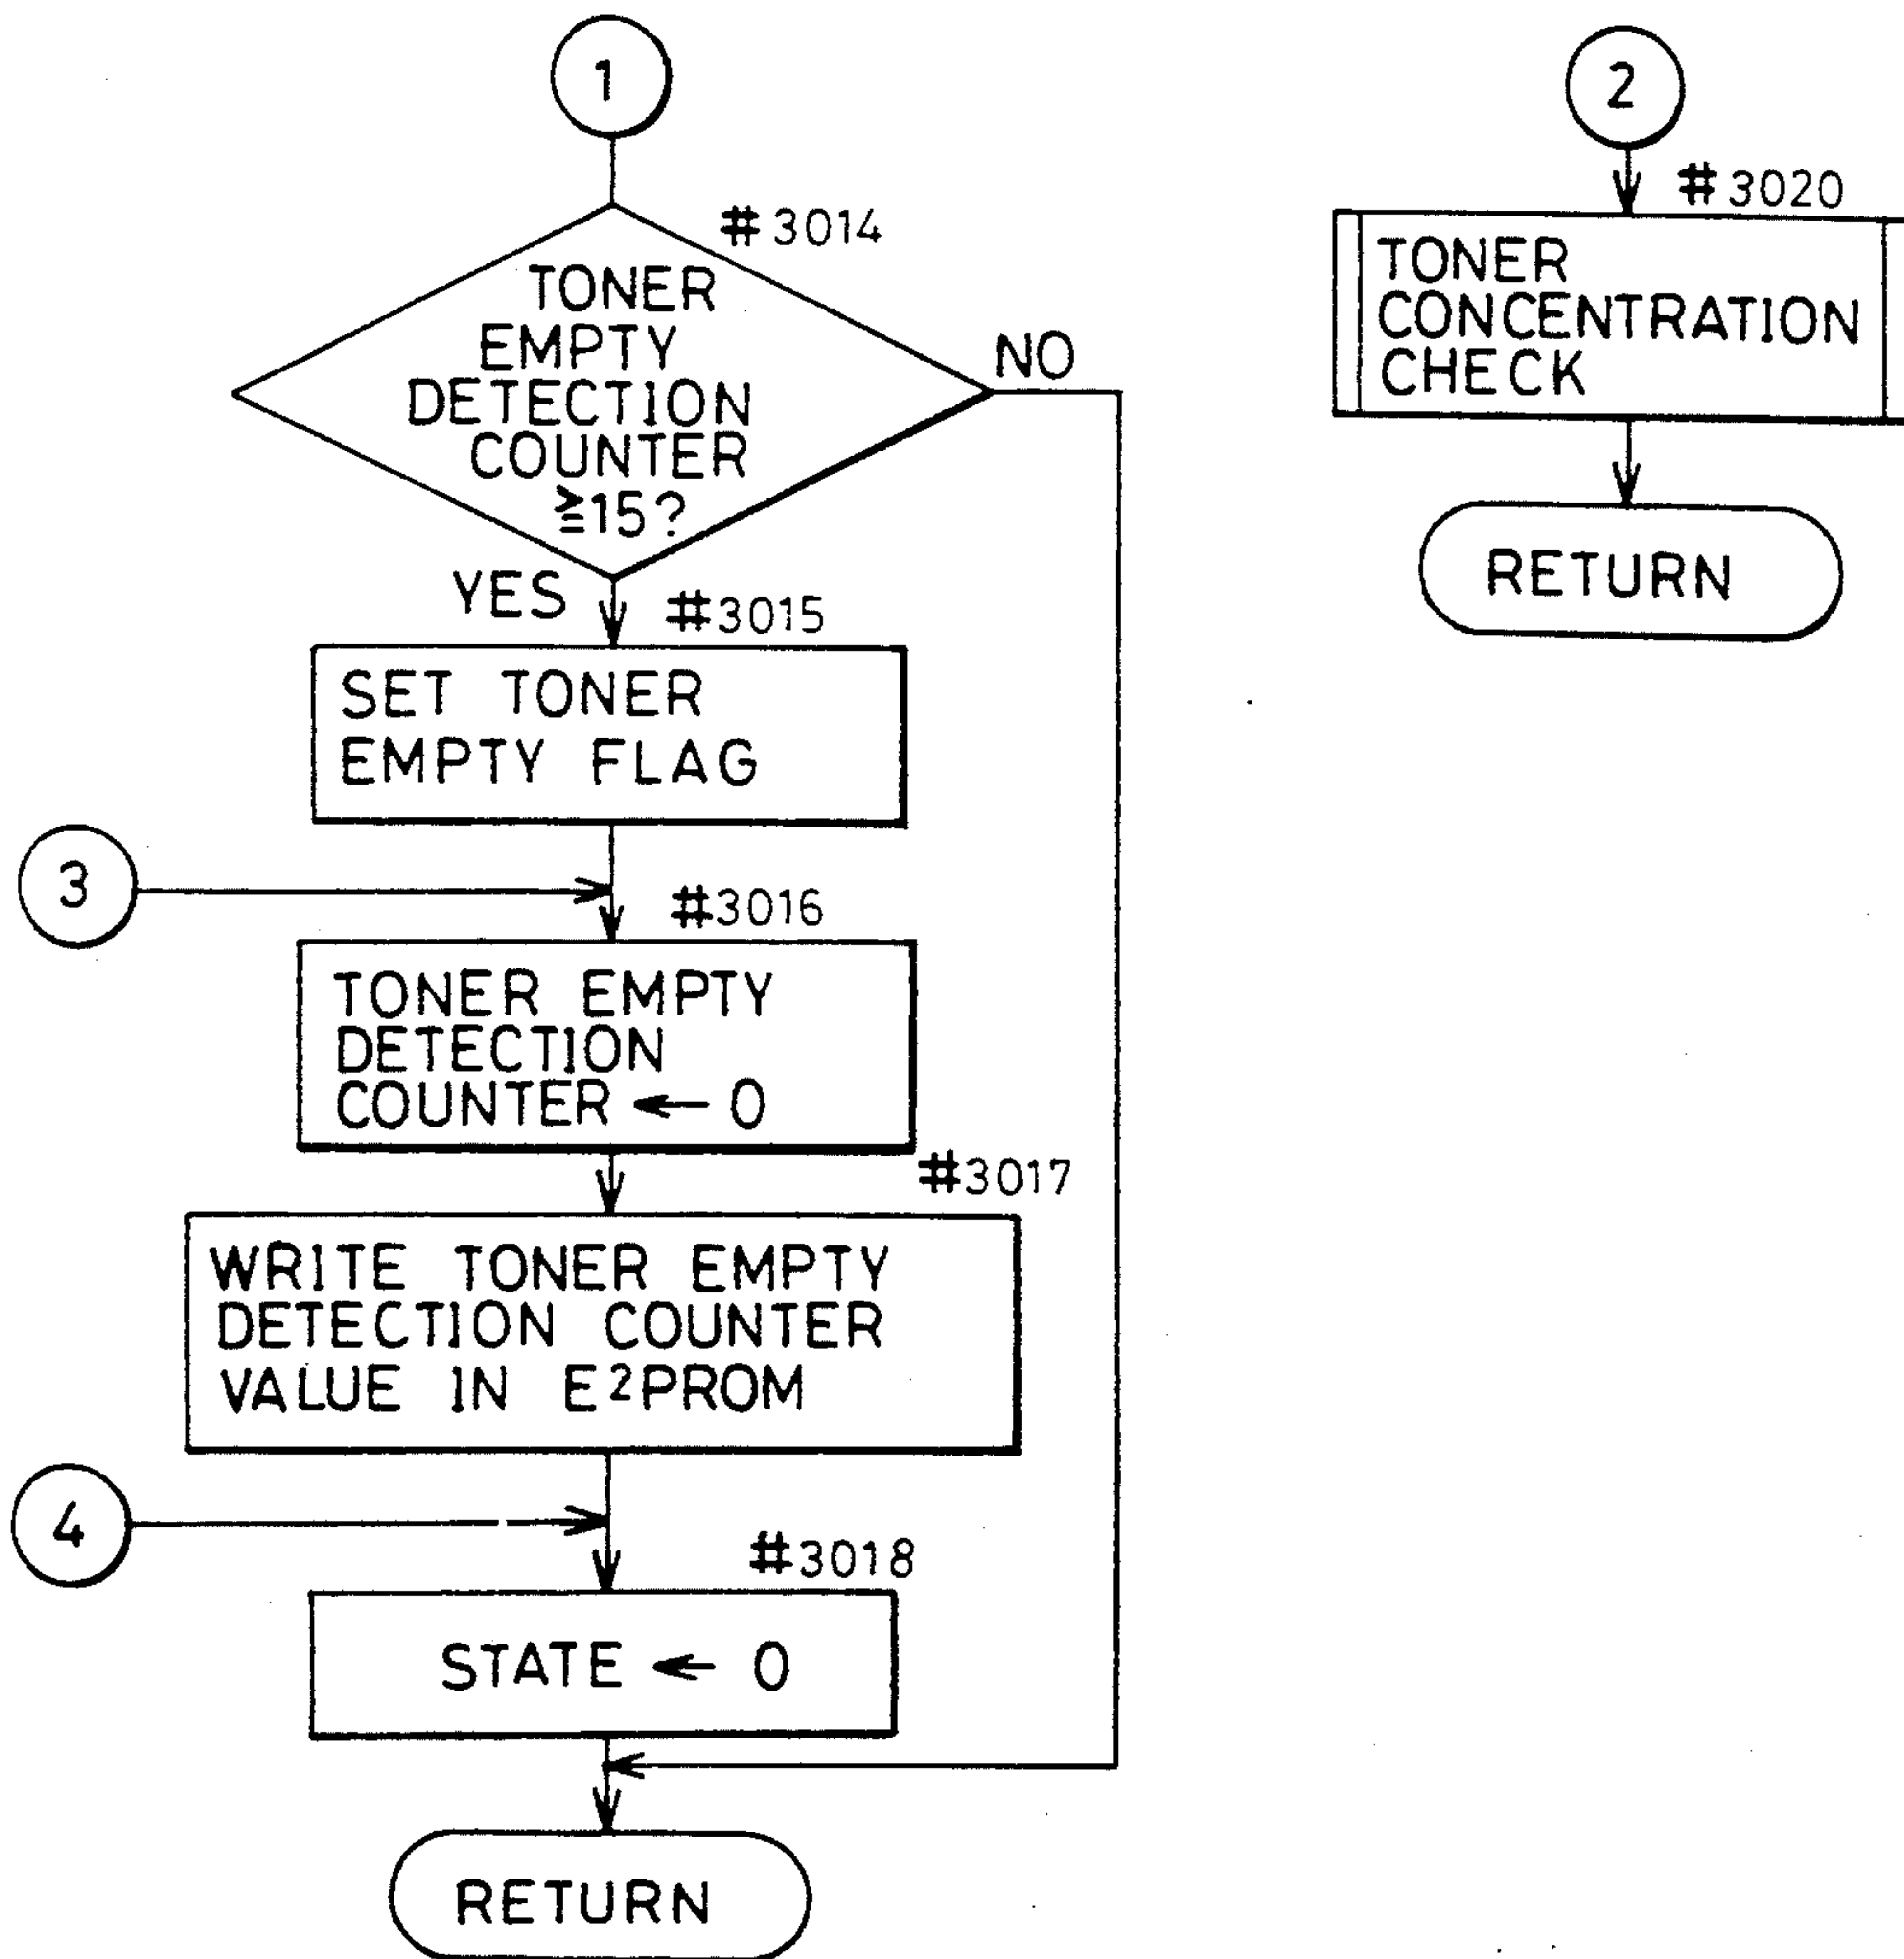 1
#3014
TONER
EMPTY
DETECTION
COUNTER
≧15?
NO
YES
#3015
SET TONER
EMPTY FLAG
3
#3016
TONER EMPTY
DETECTION
COUNTER ← 0
#3017
WRITE TONER EMPTY
DETECTION COUNTER
VALUE IN E²PROM
4
#3018
STATE ← 0
RETURN
2
#3020
TONER
CONCENTRATION
CHECK
RETURN